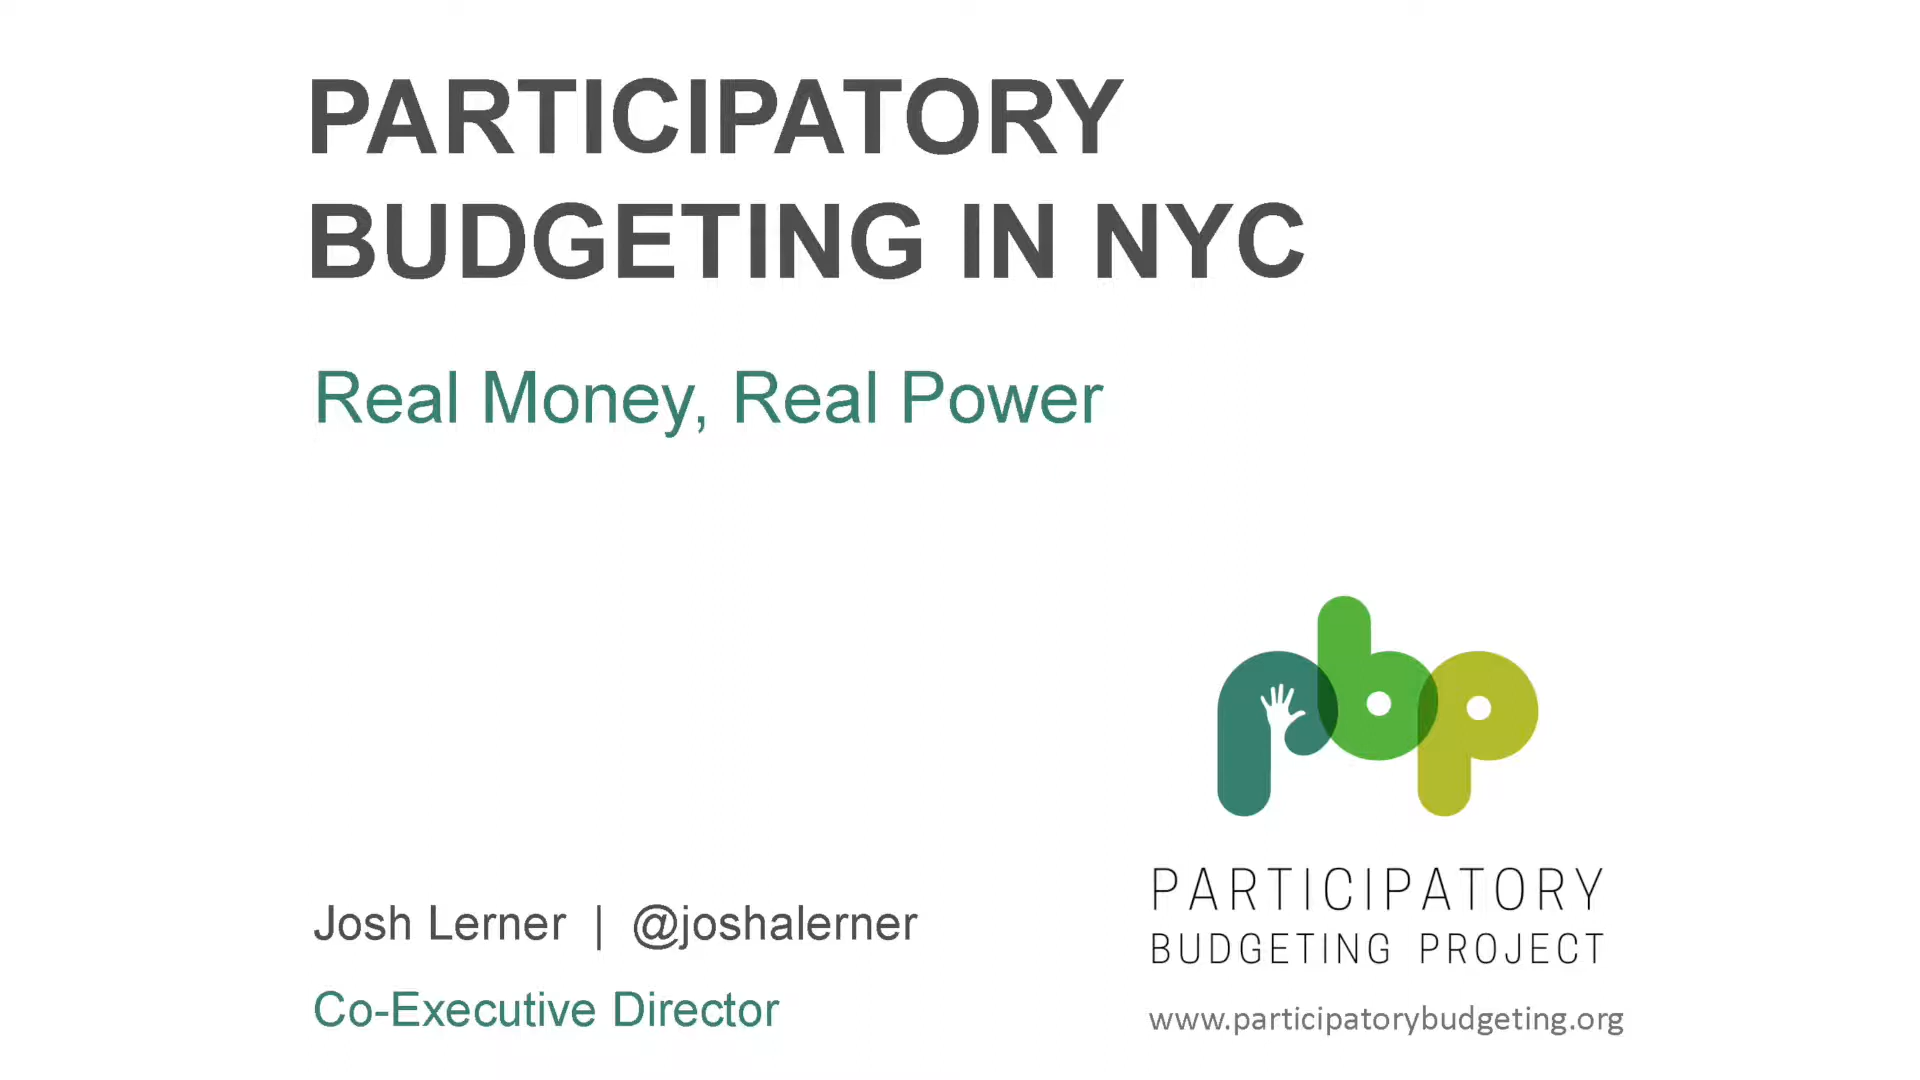 PARTICIPATORY
BUDGETING IN NYC
Real Money, Real Power
pbp
PARTICIPATORY
BUDGETING PROJECT
www.participatorybudgeting.org
Josh Lerner | @joshalerner
Co-Executive Director